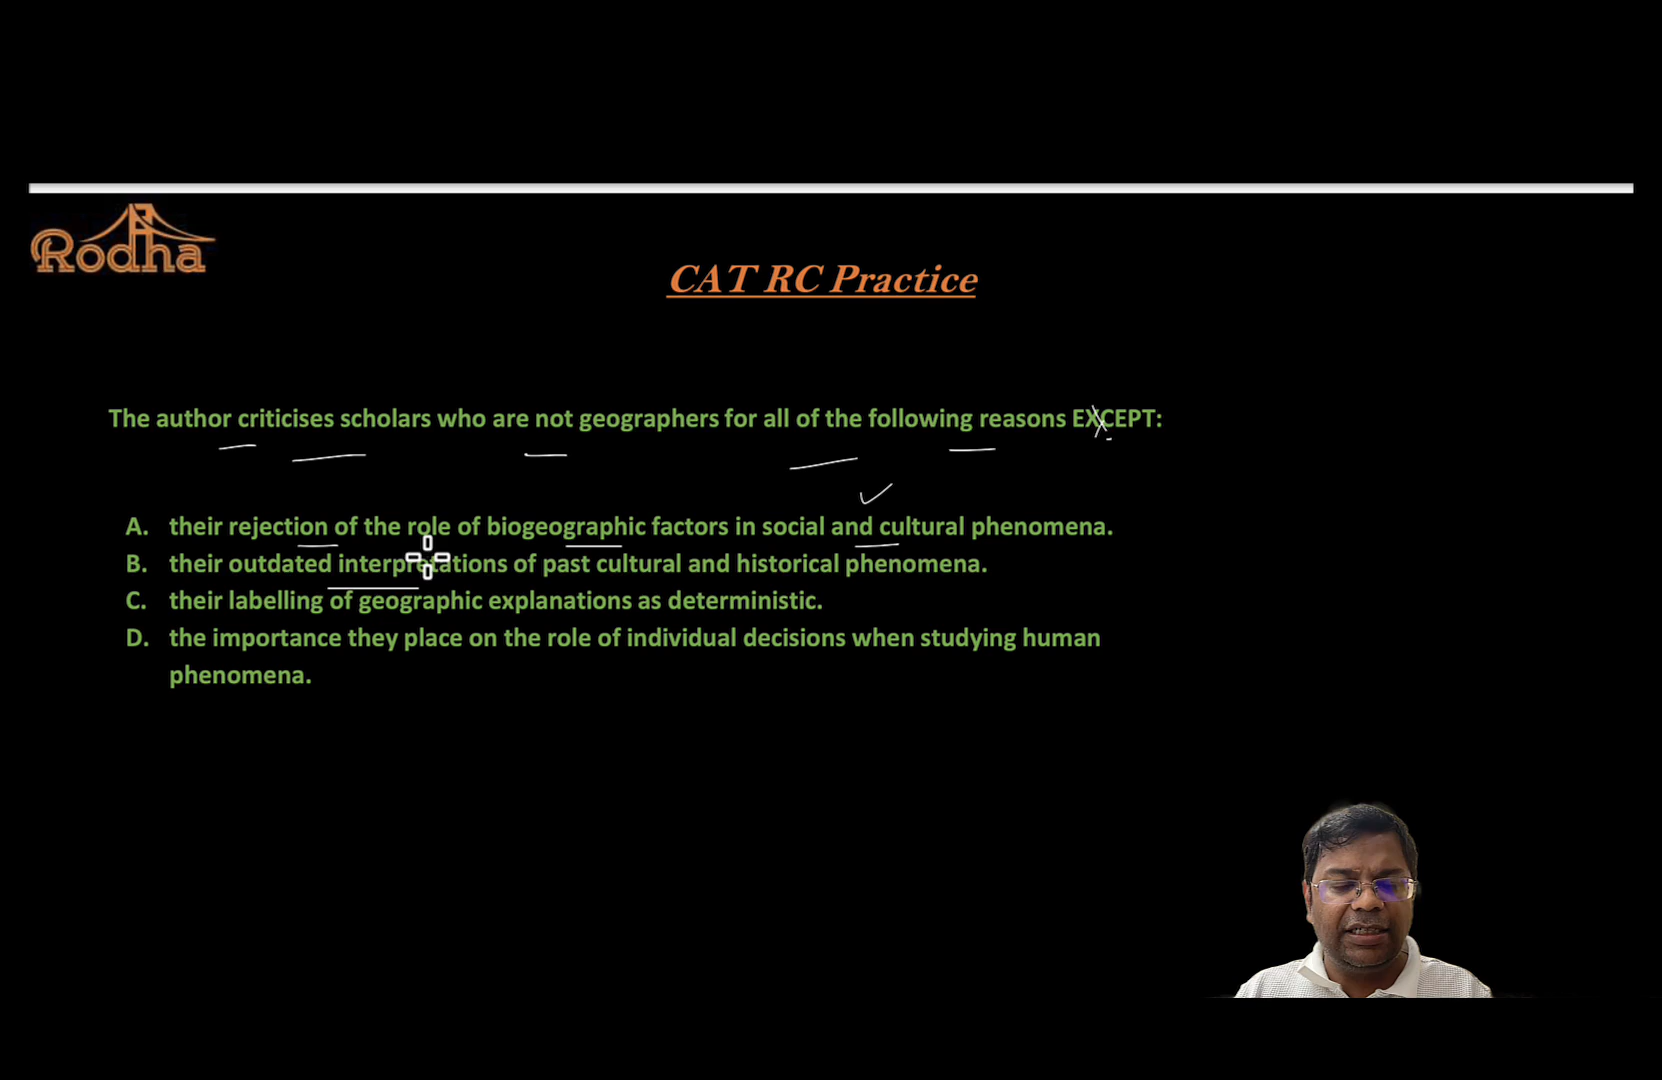 Rodha
CAT RC Practice
The author criticises scholars who are not geographers for all of the following reasons EXCEPT:
A. their rejection of the role of biogeographic factors in social and cultural phenomena.
B. their outdated interpretations of past cultural and historical phenomena.
C. their labelling of geographic explanations as deterministic.
D. the importance they place on the role of individual decisions when studying human
phenomena.